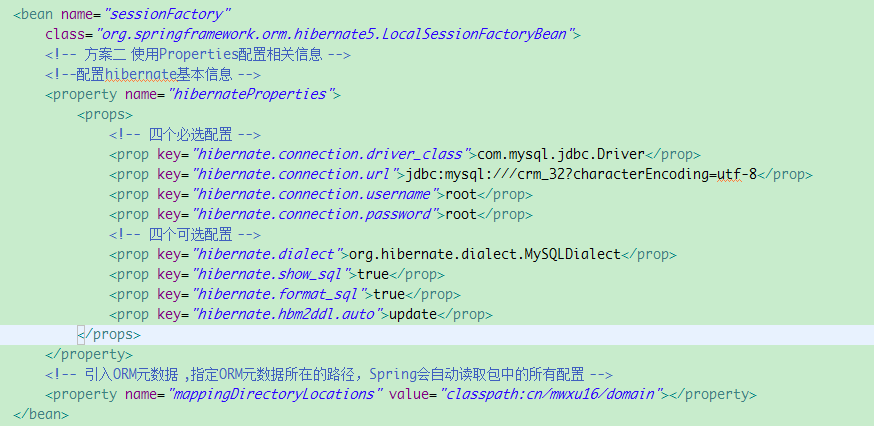 <bean name="sessionFactory"
class="org.springframework.orm.hibernate5.LocalSessionFactoryBean">
<!-- 方案二 使用Properties配置相关信息 -->
<!--配置hibernate基本信息 -->
<property name="hibernateProperties">
<props>
<!-- 四个必选配置 -->
<prop key="hibernate.connection.driver_class">com.mysql.jdbc.Driver</prop>
<prop key="hibernate.connection.url">jdbc:mysql:///crm_32?characterEncoding=utf-8</prop>
<prop key="hibernate.connection.username">root</prop>
<prop key="hibernate.connection.password">root</prop>
<!-- 四个可选配置 -->
<prop key="hibernate.dialect">org.hibernate.dialect.MySQLDialect</prop>
<prop key="hibernate.show_sql">true</prop>
<prop key="hibernate.format_sql">true</prop>
<prop key="hibernate.hbm2ddl.auto">update</prop>
</props>
</property>
<!-- 引入ORM元数据 ,指定ORM元数据所在的路径，Spring会自动读取包中的所有配置 -->
<property name="mappingDirectoryLocations" value="classpath:cn/mwxu16/domain"></property>
</bean>